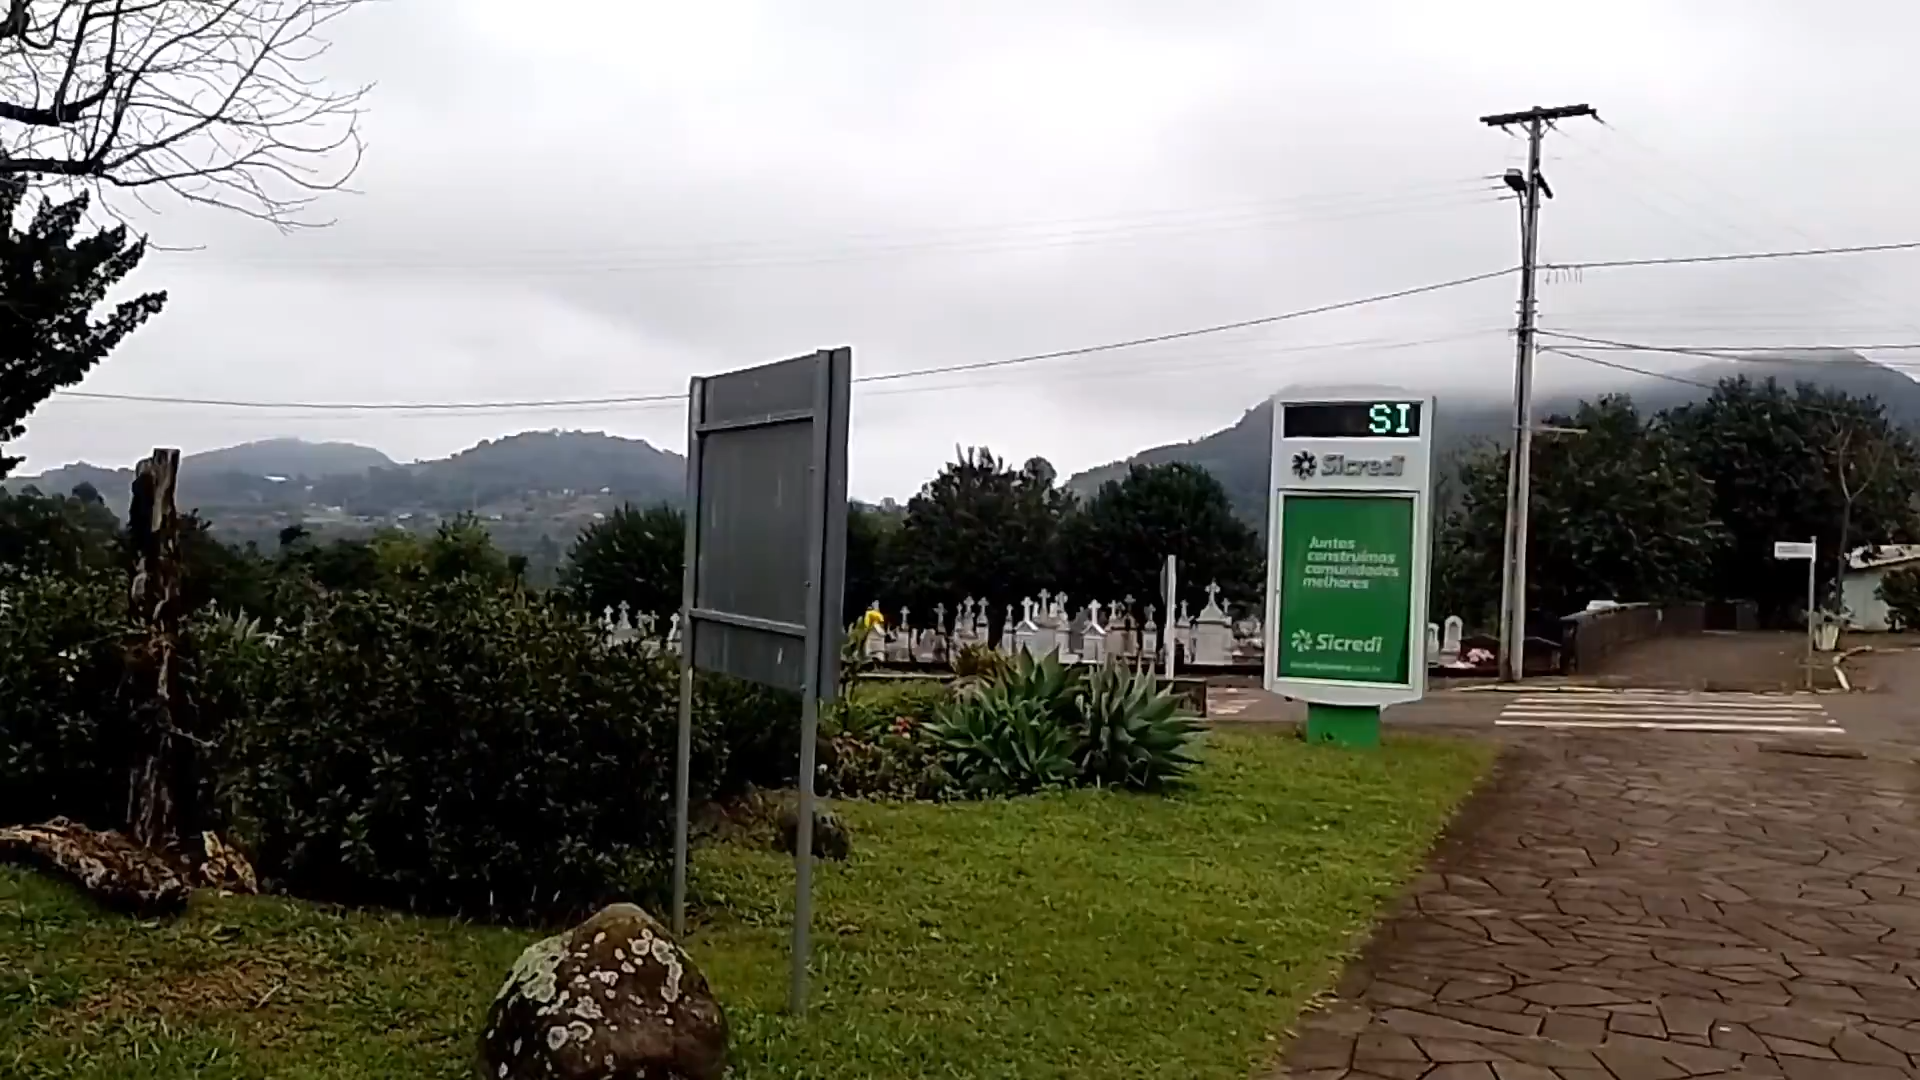 SI
Sicredi
Juntos
construímos
comunidades
melhores
Sicredi